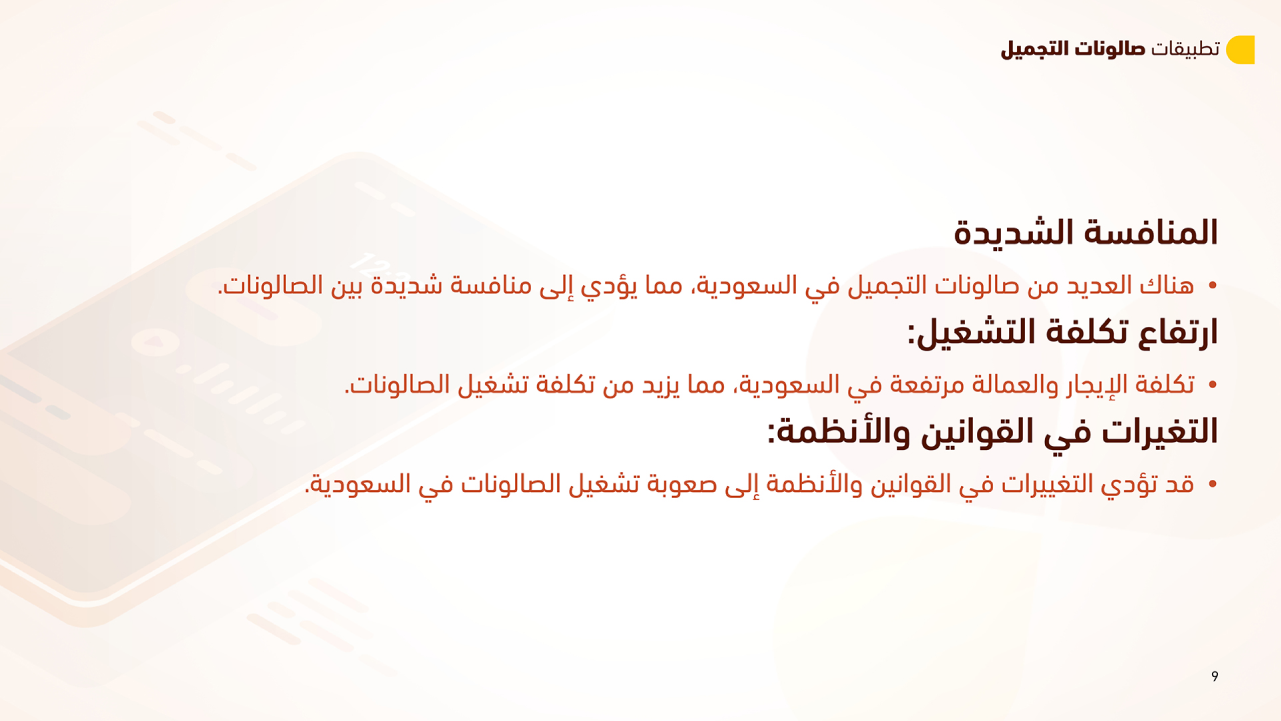 تطبيقات صالونات التجميل
المنافسة الشديدة
• هناك العديد من صالونات التجميل في السعودية، مما يؤدي إلى منافسة شديدة بين الصالونات.
ارتفاع تكلفة التشغيل:
• تكلفة الإيجار والعمالة مرتفعة في السعودية، مما يزيد من تكلفة تشغيل الصالونات.
التغيرات في القوانين والأنظمة:
• قد تؤدي التغييرات في القوانين والأنظمة إلى صعوبة تشغيل الصالونات في السعودية.
9